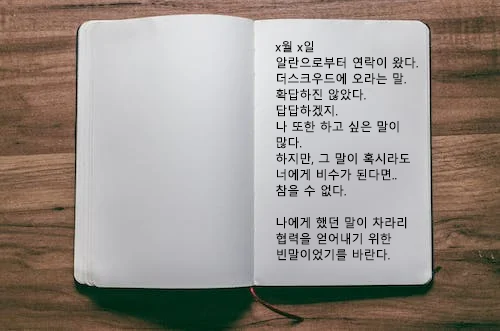 x월 x일
알란으로부터 연락이 왔다.
더스크우드에 오라는 말.
확답하진 않았다.
답답하겠지.
나 또한 하고 싶은 말이
많다.
하지만, 그 말이 혹시라도
너에게 비수가 된다면..
참을 수 없다.
나에게 했던 말이 차라리
협력을 얻어내기 위한
빈말이었기를 바란다.